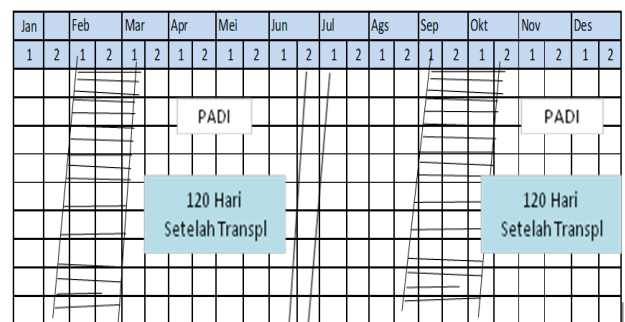 Jan Feb Mar Apr Mei Jun Jul Ags Sep Okt Nov Des
1 2 1 2 1 2 1 2 1 2 1 2 1 2 1 2 1 2 1 2 1 2 1 2
PADI PADI
120 Hari 120 Hari
Setelah Transpl Setelah Transpl